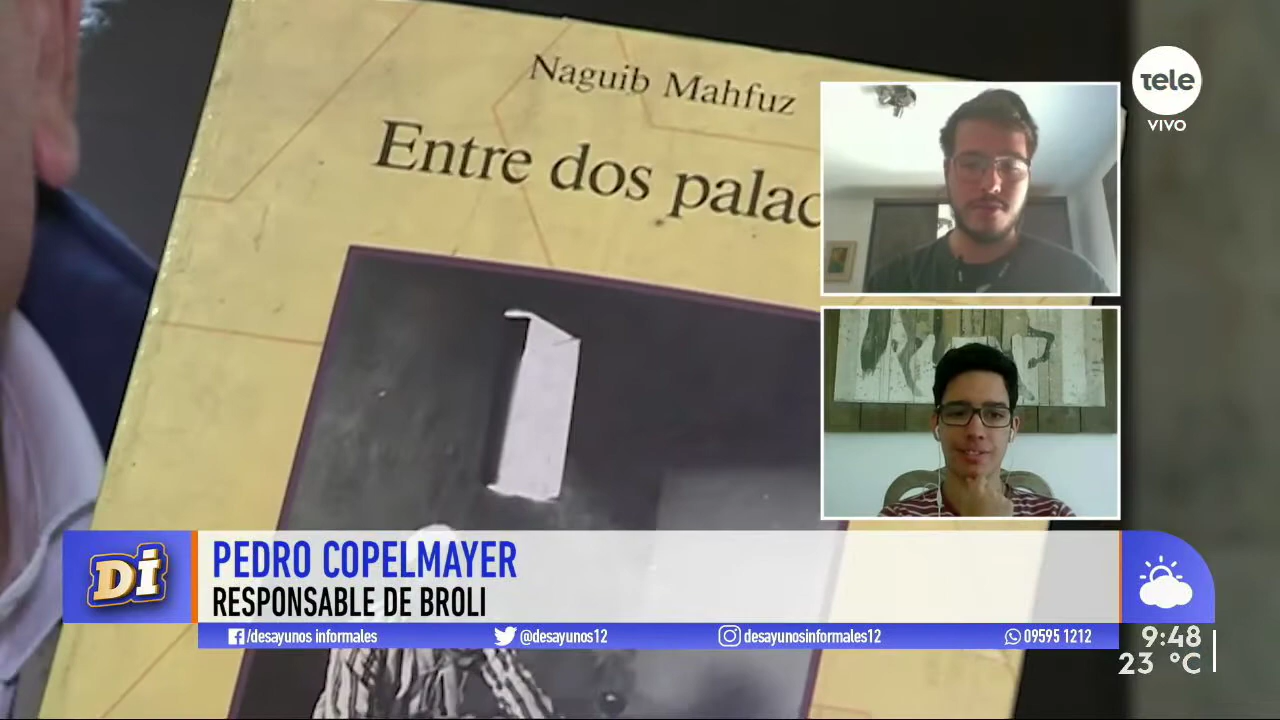 Naguib Mahfuz
Entre dos palac
tele
VIVO
Di
PEDRO COPELMAYER
RESPONSABLE DE BROLI
/desayunos informales
@desayunos12
desayunosinformales12
09595 1212
9:48
23 °C